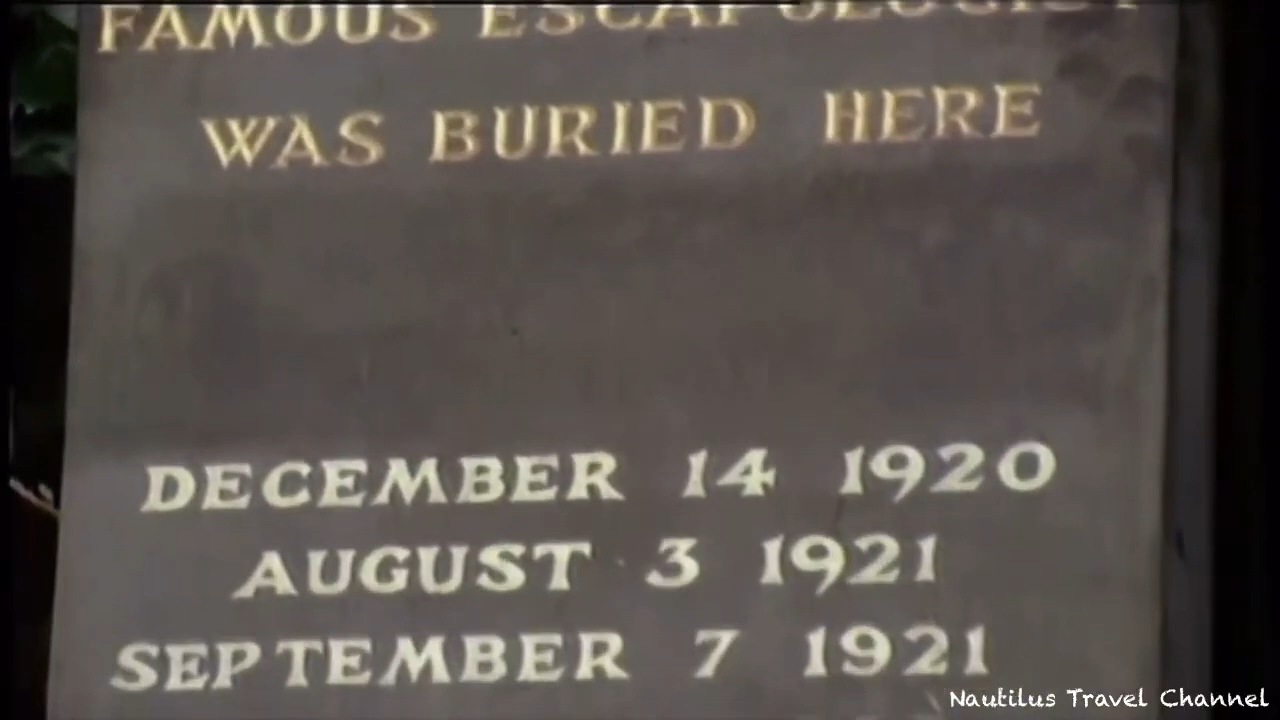 FAMOUS ESCAPOLOGIST
WAS BURIED HERE
DECEMBER 14 1920
AUGUST 3 1921
SEPTEMBER 7 1921
Nautilus Travel Channel